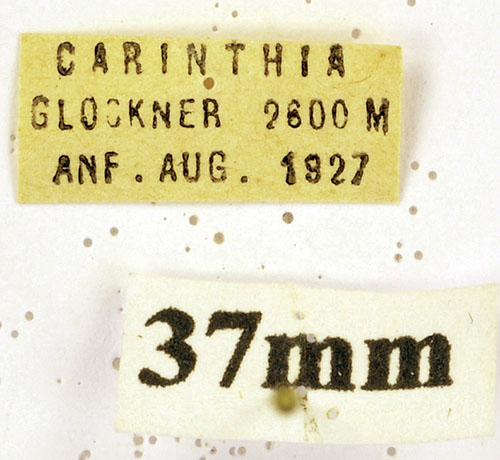 CARINTHIA
GLOCKNER 2600 M
ANF. AUG. 1927
37mm